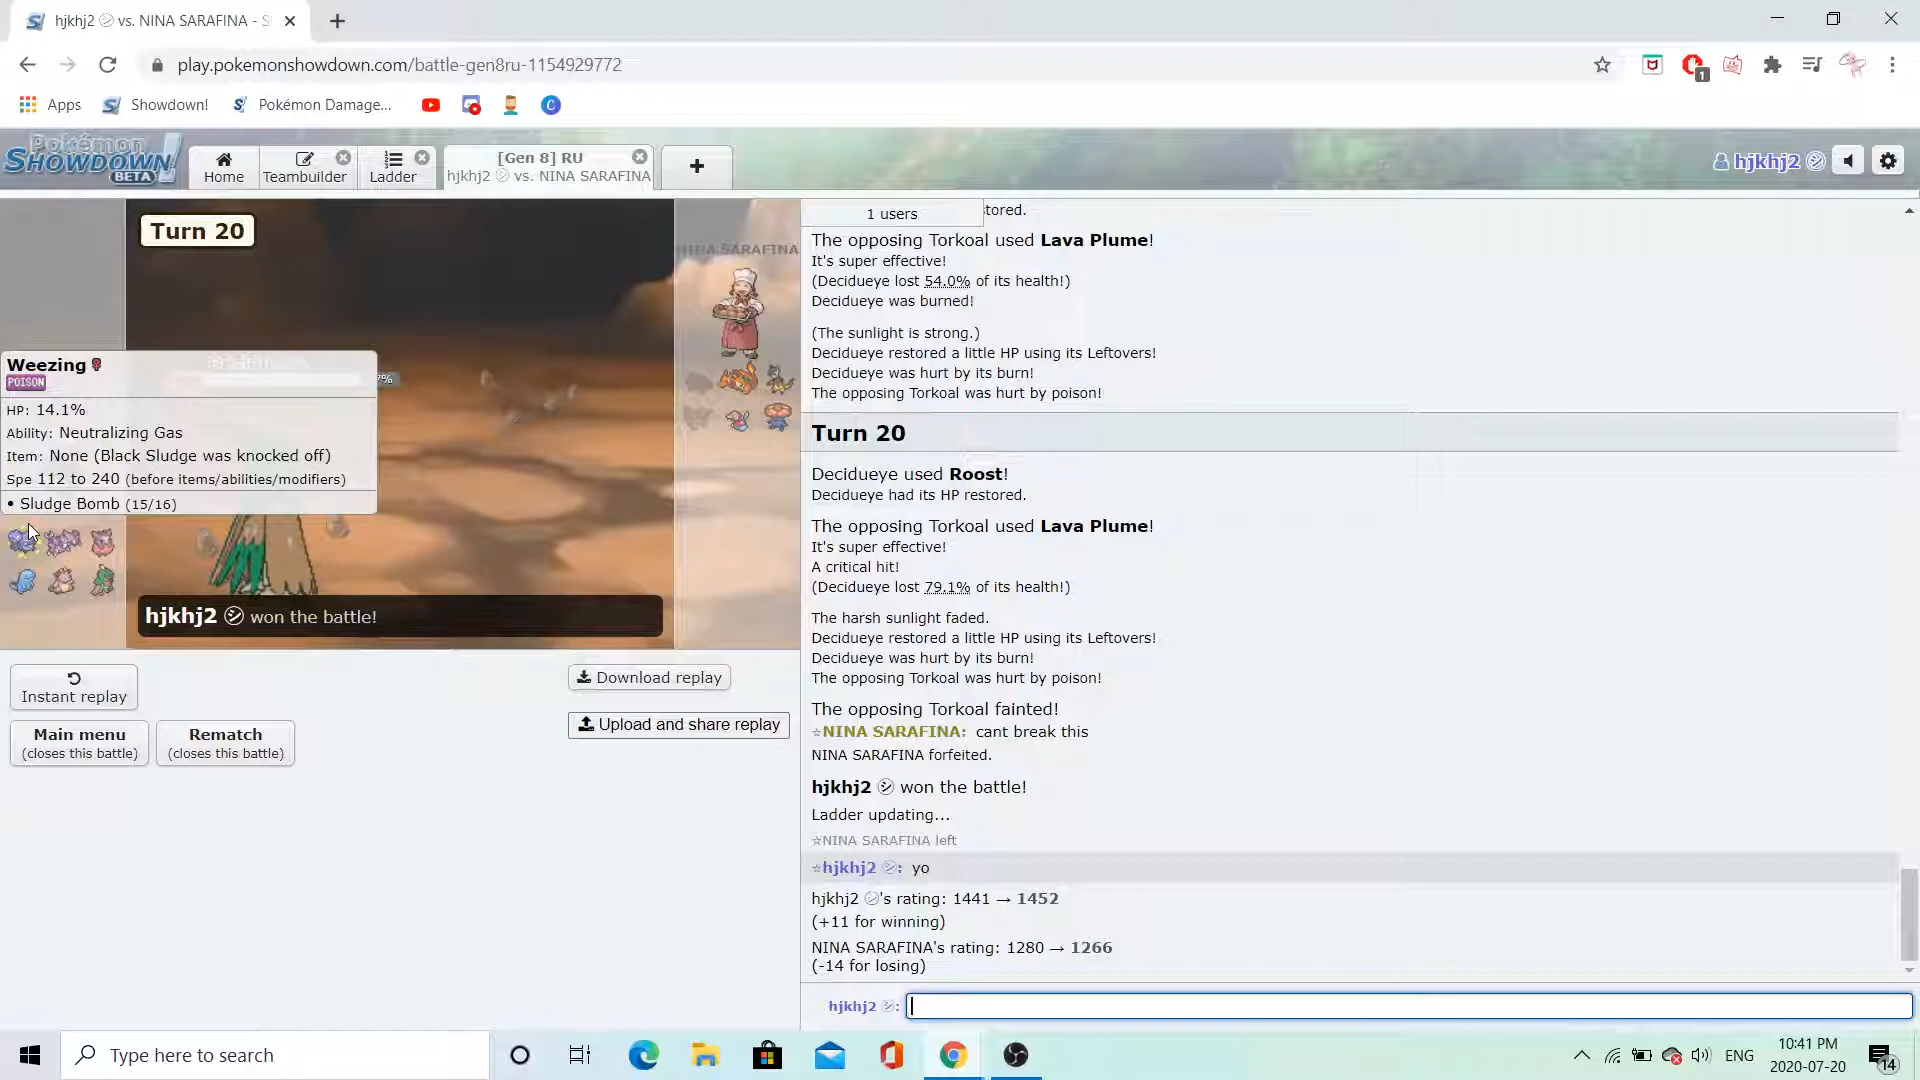 hjkhj2 vs. NINA SARAFINA - S
play.pokemonshowdown.com/battle-gen8ru-1154929772
1
Apps Showdown! Pokémon Damage...
Pokémon
SHOWDOWN!
BETA
Home
Teambuilder
Ladder
[Gen 8] RU
hjkhj2 vs. NINA SARAFINA
hjkhj2
Turn 20
NINA SARAFINA
Weezing
POISON
HP: 14.1%
Ability: Neutralizing Gas
Item: None (Black Sludge was knocked off)
Spe 112 to 240 (before items/abilities/modifiers)
• Sludge Bomb (15/16)
hjkhj2 won the battle!
Instant replay
Download replay
Upload and share replay
Main menu
(closes this battle)
Rematch
(closes this battle)
1 users
stored.
The opposing Torkoal used Lava Plume!
It's super effective!
(Decidueye lost 54.0% of its health!)
Decidueye was burned!
(The sunlight is strong.)
Decidueye restored a little HP using its Leftovers!
Decidueye was hurt by its burn!
The opposing Torkoal was hurt by poison!
Turn 20
Decidueye used Roost!
Decidueye had its HP restored.
The opposing Torkoal used Lava Plume!
It's super effective!
A critical hit!
(Decidueye lost 79.1% of its health!)
The harsh sunlight faded.
Decidueye restored a little HP using its Leftovers!
Decidueye was hurt by its burn!
The opposing Torkoal was hurt by poison!
The opposing Torkoal fainted!
☆NINA SARAFINA: cant break this
NINA SARAFINA forfeited.
hjkhj2 won the battle!
Ladder updating...
☆NINA SARAFINA left
☆hjkhj2 : yo
hjkhj2 's rating: 1441 → 1452
(+11 for winning)
NINA SARAFINA's rating: 1280 → 1266
(-14 for losing)
hjkhj2 :
Type here to search
ENG
10:41 PM
2020-07-20
14